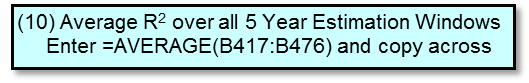 (10) Average R² over all 5 Year Estimation Windows
Enter =AVERAGE(B417:B476) and copy across